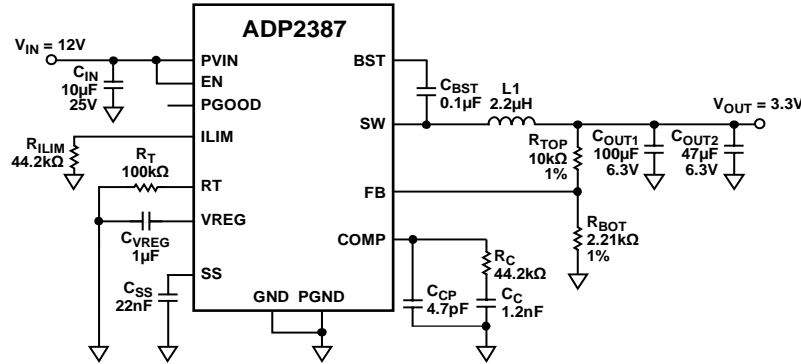 ADP2387
V_IN = 12V
C_IN
10µF
25V
PVIN
EN
PGOOD
ILIM
R_ILIM
44.2kΩ
R_T
100kΩ
RT
VREG
C_VREG
1µF
SS
C_SS
22nF
GND PGND
BST
C_BST
0.1µF
L1
2.2µH
SW
V_OUT = 3.3V
R_TOP
10kΩ
1%
C_OUT1
100µF
6.3V
C_OUT2
47µF
6.3V
FB
R_BOT
2.21kΩ
1%
COMP
R_C
44.2kΩ
C_CP
4.7pF
C_C
1.2nF